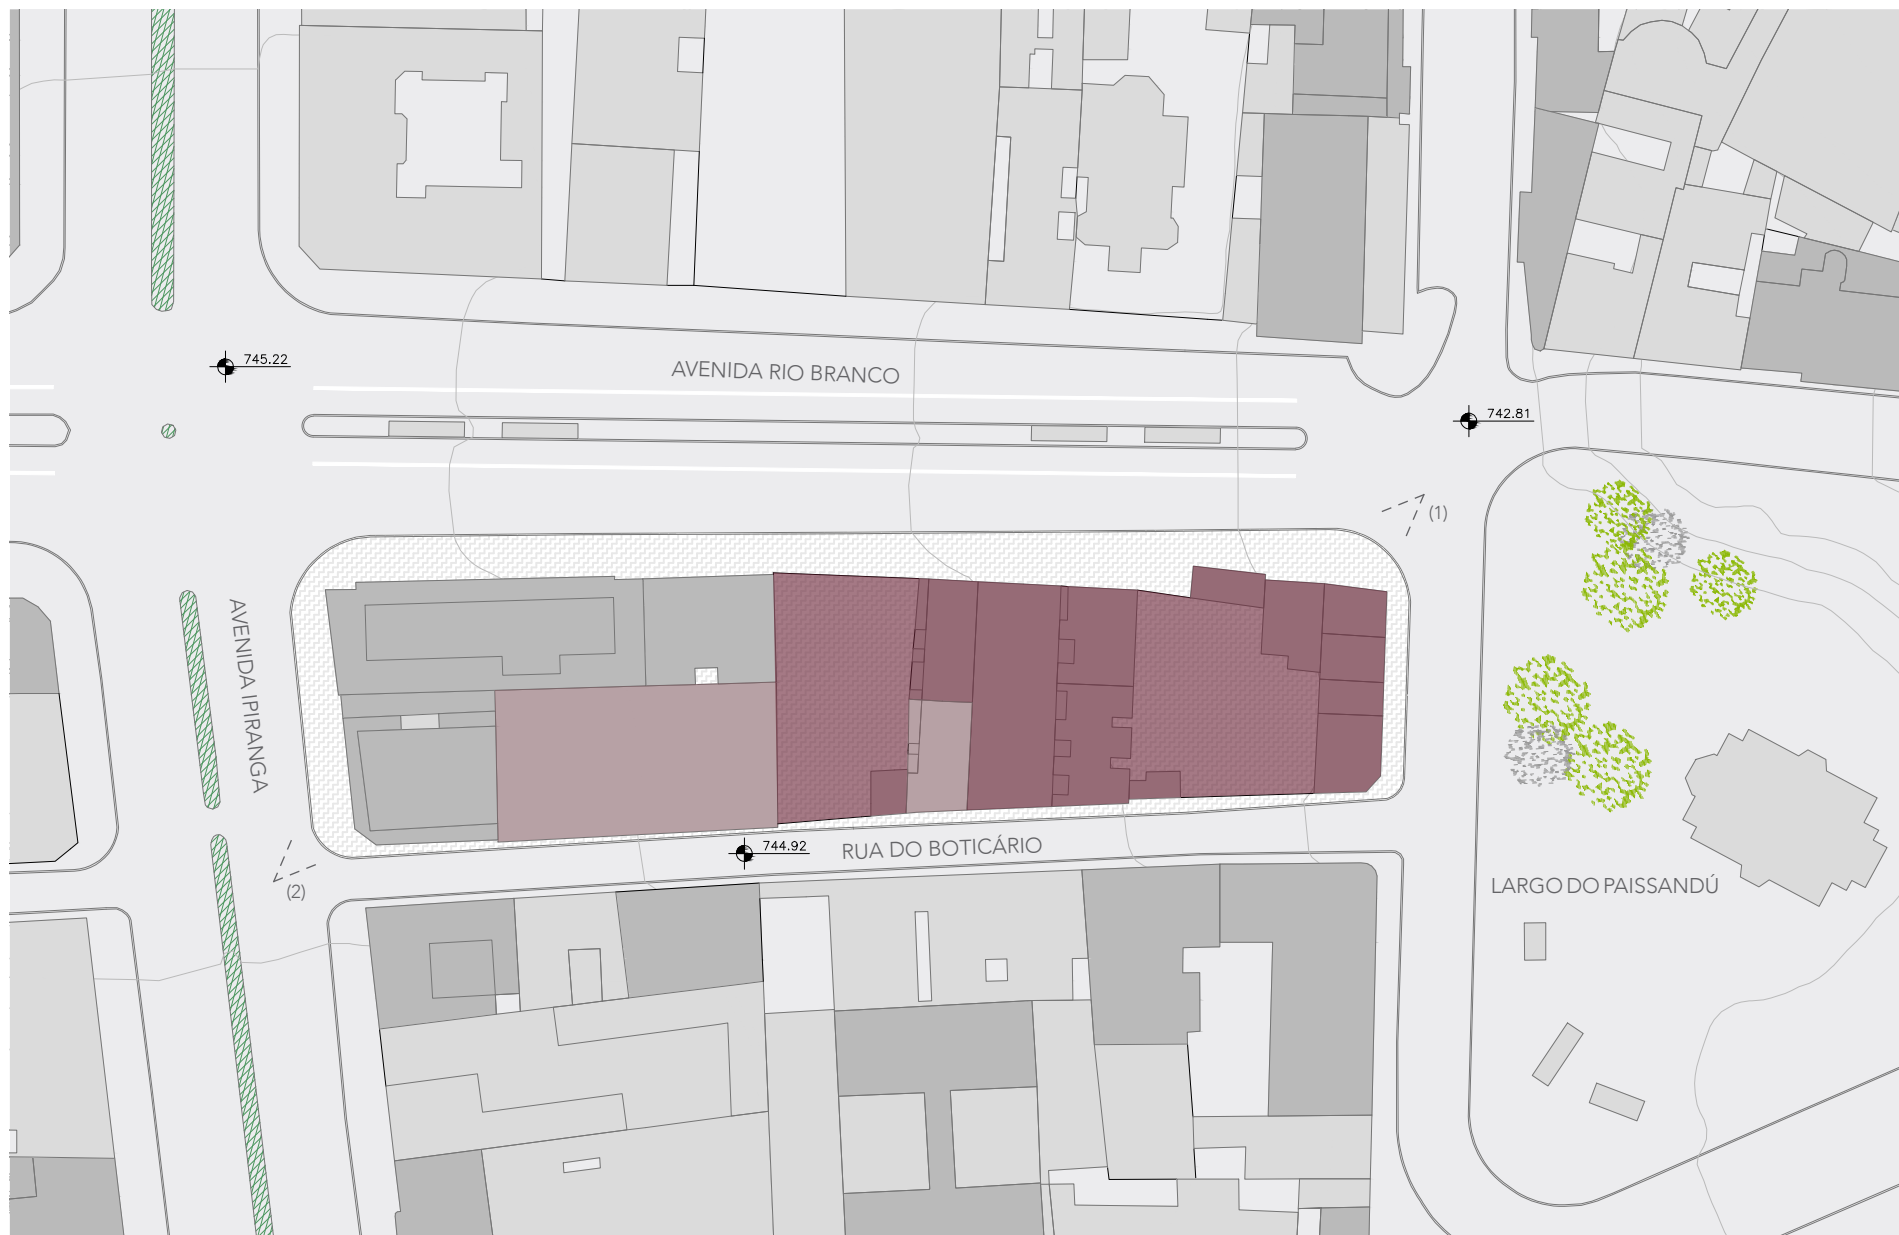 745.22
AVENIDA RIO BRANCO
742.81
(1)
AVENIDA IPIRANGA
744.92
RUA DO BOTICÁRIO
(2)
LARGO DO PAISSANDÚ